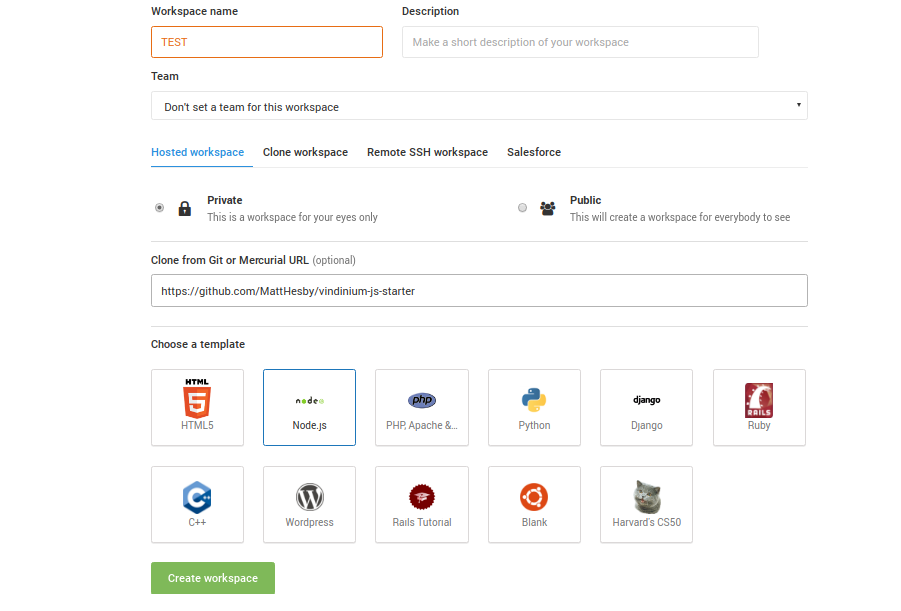 Workspace name
Description
TEST
Make a short description of your workspace
Team
Don't set a team for this workspace
Hosted workspace
Clone workspace
Remote SSH workspace
Salesforce
Private
This is a workspace for your eyes only
Public
This will create a workspace for everybody to see
Clone from Git or Mercurial URL (optional)
https://github.com/MattHesby/vindinium-js-starter
Choose a template
HTML
5
HTML5
node
Node.js
php
PHP, Apache &...
Python
django
Django
RAILS
Ruby
C++
C++
W
Wordpress
Rails Tutorial
Blank
Harvard's CS50
Create workspace